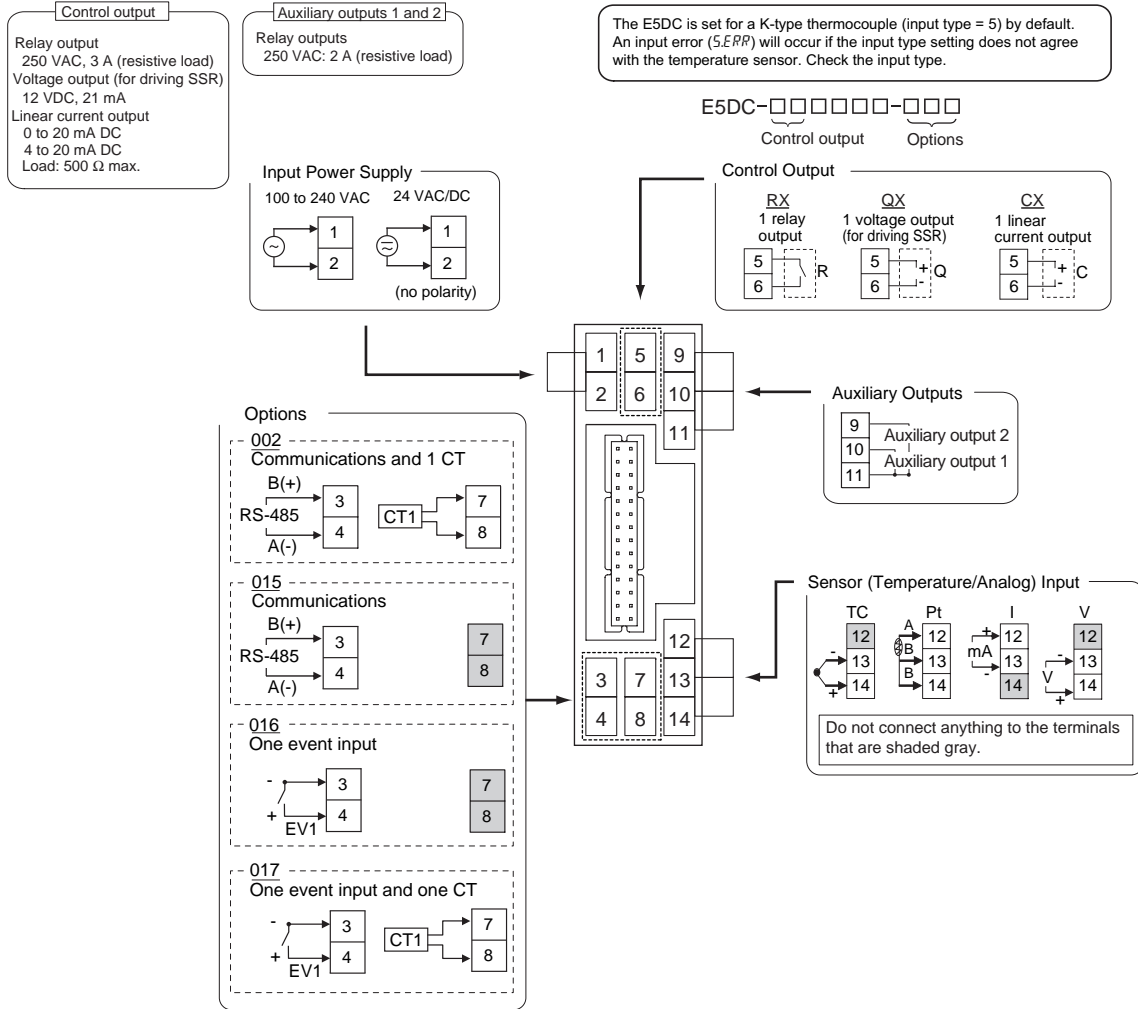 Control output
Relay output
250 VAC, 3 A (resistive load)
Voltage output (for driving SSR)
12 VDC, 21 mA
Linear current output
0 to 20 mA DC
4 to 20 mA DC
Load: 500 Ω max.
Auxiliary outputs 1 and 2
Relay outputs
250 VAC: 2 A (resistive load)
The E5DC is set for a K-type thermocouple (input type = 5) by default.
An input error (S.ERR) will occur if the input type setting does not agree
with the temperature sensor. Check the input type.
E5DC-□□□□□□-□□□
Control output Options
Input Power Supply
100 to 240 VAC 24 VAC/DC
~ 1 1
2 2
(no polarity)
Control Output
RX QX CX
1 relay
output
1 voltage output
(for driving SSR)
1 linear
current output
5 R 5 + Q 5 + C
6 6 - 6 -
1 5 9
2 6 10
11
12
3 7 13
4 8 14
Auxiliary Outputs
9
10
11
Auxiliary output 2
Auxiliary output 1
Options
002
Communications and 1 CT
B(+)
RS-485
A(-)
3
4
CT1
7
8
015
Communications
B(+)
RS-485
A(-)
3
4
7
8
016
One event input
-
+
EV1
3
4
7
8
017
One event input and one CT
-
+
EV1
3
4
CT1
7
8
Sensor (Temperature/Analog) Input
TC Pt I V
12 A 12 + 12 12
- 13 B 13 mA - 13 - 13
+ 14 B 14 14 V + 14
Do not connect anything to the terminals
that are shaded gray.